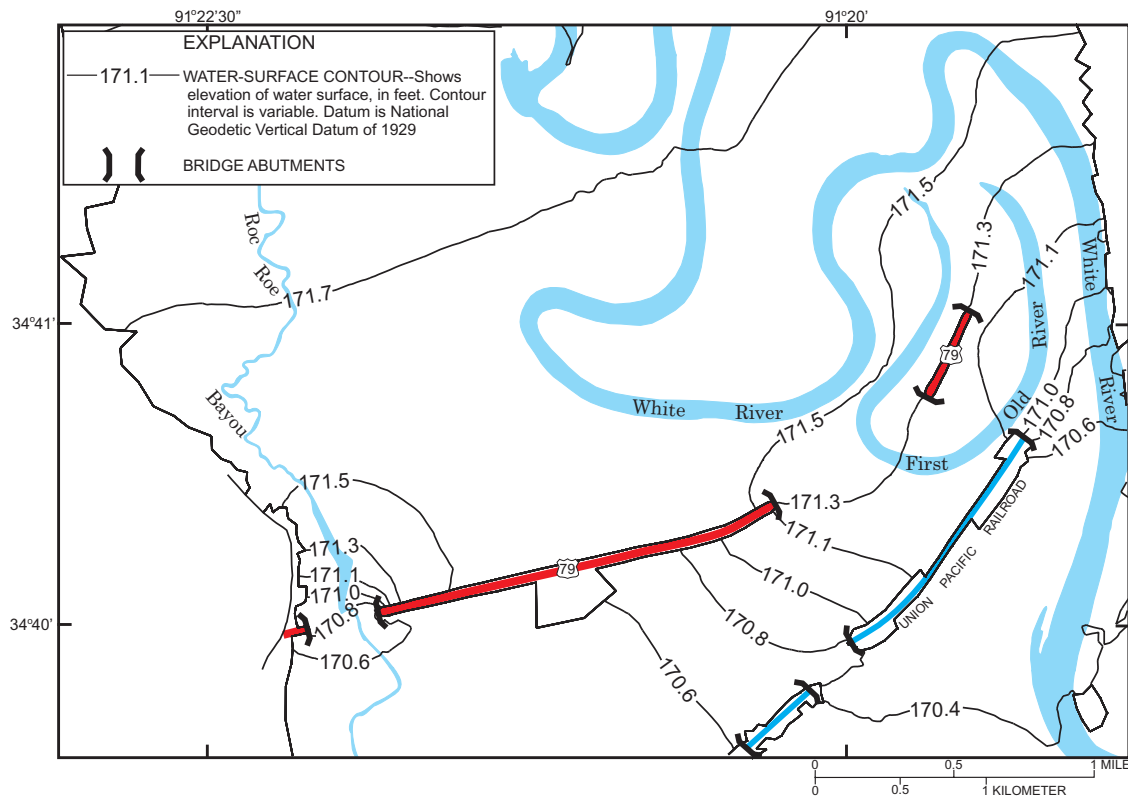 91°22'30"
91°20'
EXPLANATION
171.1
WATER-SURFACE CONTOUR--Shows
elevation of water surface, in feet. Contour
interval is variable. Datum is National
Geodetic Vertical Datum of 1929
BRIDGE ABUTMENTS
171.5
Roc
Roe
171.3
171.1
White
171.7
34°41'
River
79
Bayou
White River
River
Old
171.0
170.8
170.6
171.5
First
171.5
171.3
UNION PACIFIC RAILROAD
171.3
171.1
171.1
79
171.0
171.0
170.8
34°40'
170.8
170.6
170.6
170.4
0 0.5 1 MILE
0 0.5 1 KILOMETER